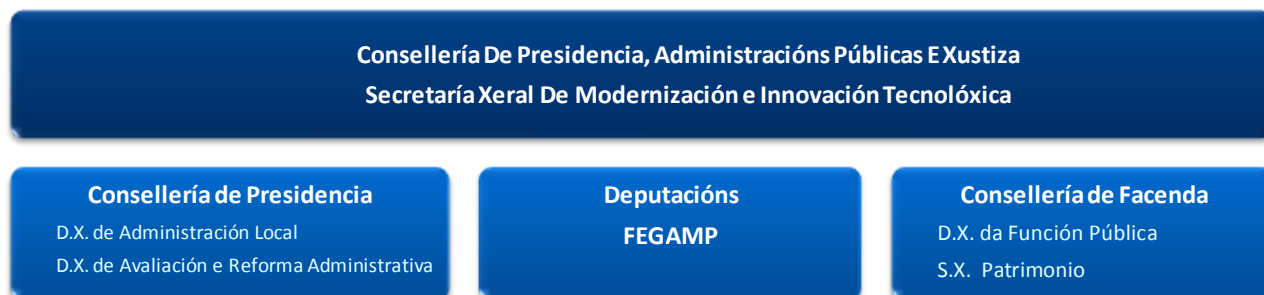 Consellería De Presidencia, Administracións Públicas E Xustiza
Secretaría Xeral De Modernización e Innovación Tecnolóxica
Consellería de Presidencia
D.X. de Administración Local
D.X. de Avaliación e Reforma Administrativa
Deputacións
FEGAMP
Consellería de Facenda
D.X. da Función Pública
S.X. Patrimonio